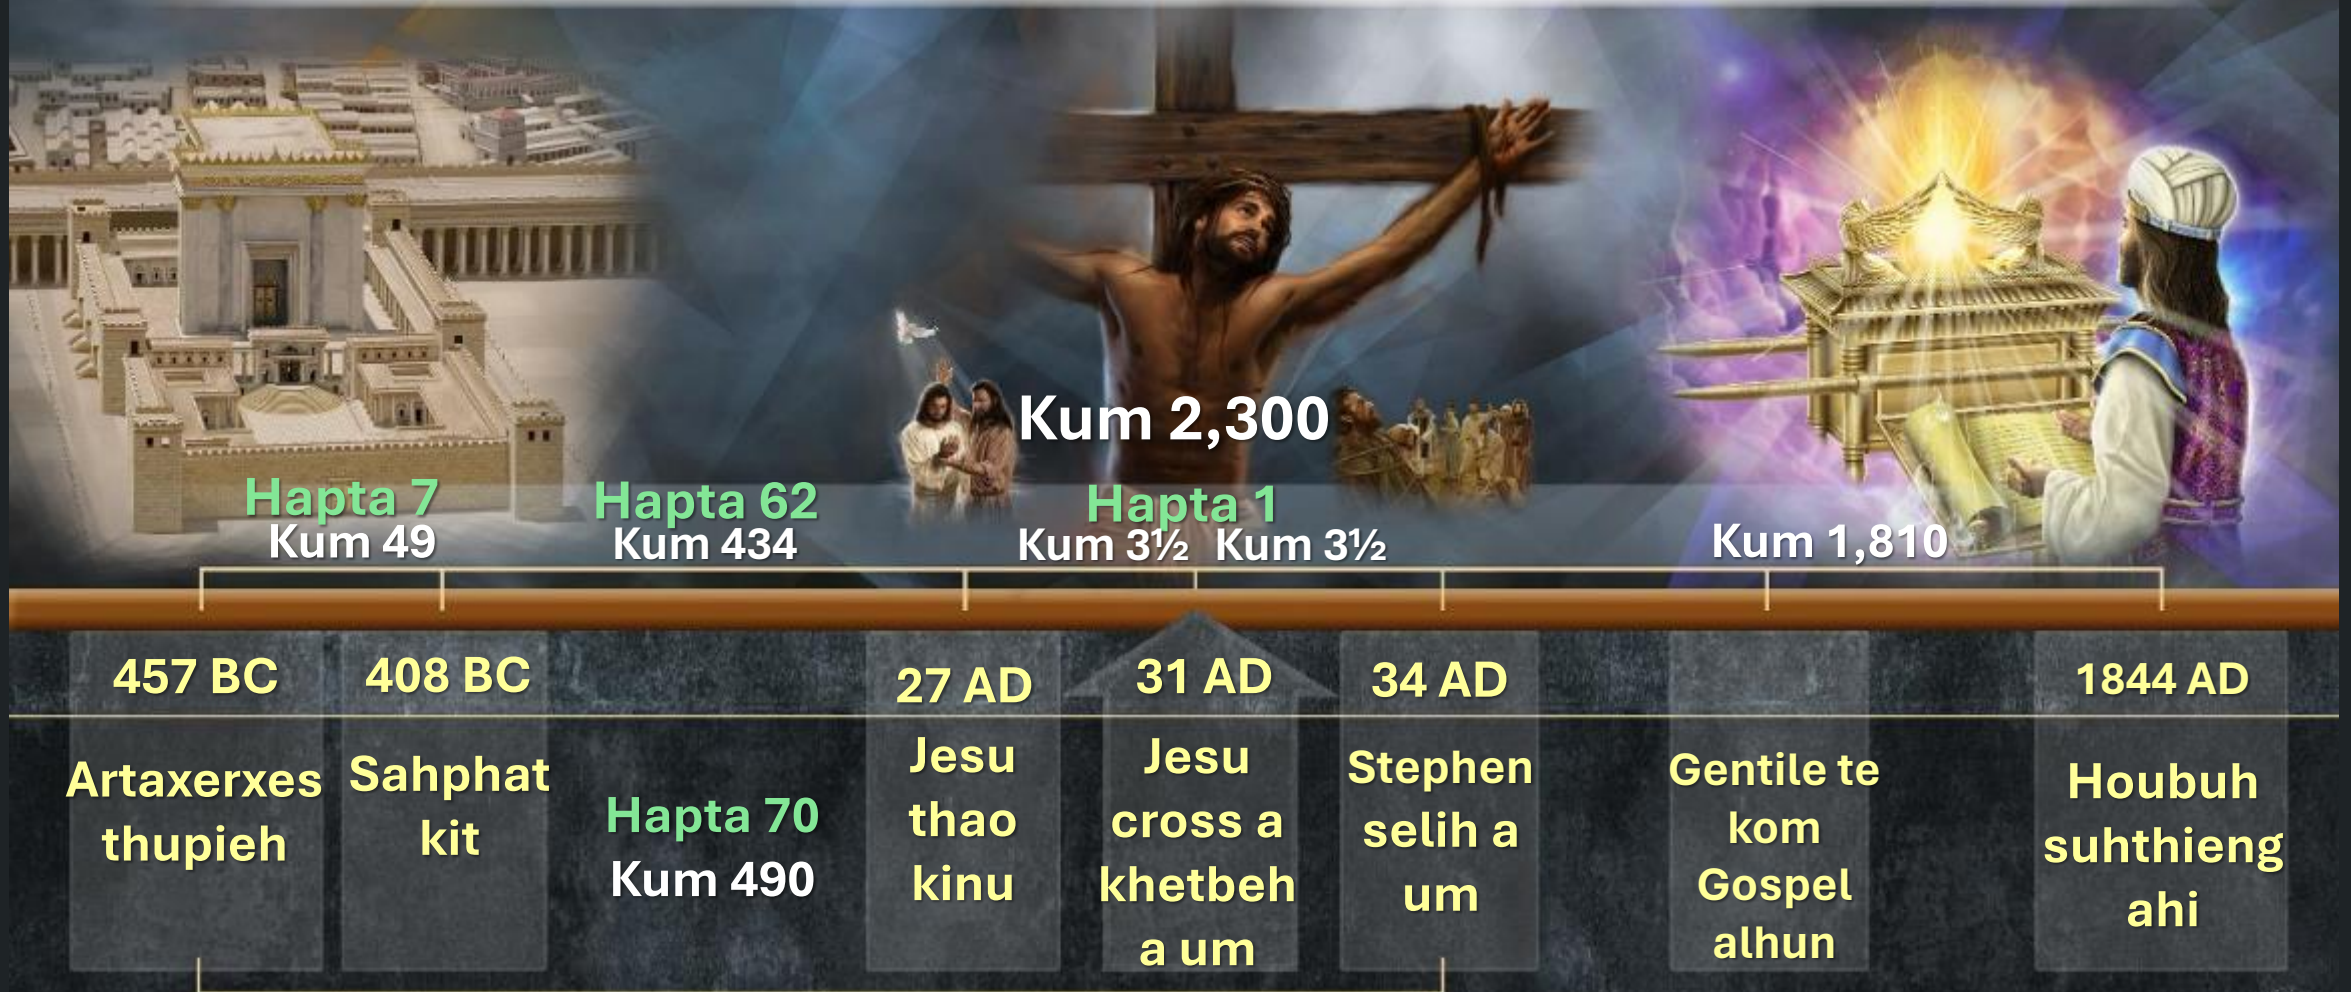 Kum 2,300
Hapta 7
Kum 49
Hapta 62
Kum 434
Hapta 1
Kum 3½ Kum 3½
Kum 1,810
457 BC
408 BC
27 AD
31 AD
34 AD
1844 AD
Artaxerxes
thupieh
Sahphat
kit
Hapta 70
Kum 490
Jesu
thao
kinu
Jesu
cross a
khetbeh
a um
Stephen
selih a
um
Gentile te
kom
Gospel
alhun
Houbuh
suhthieng
ahi